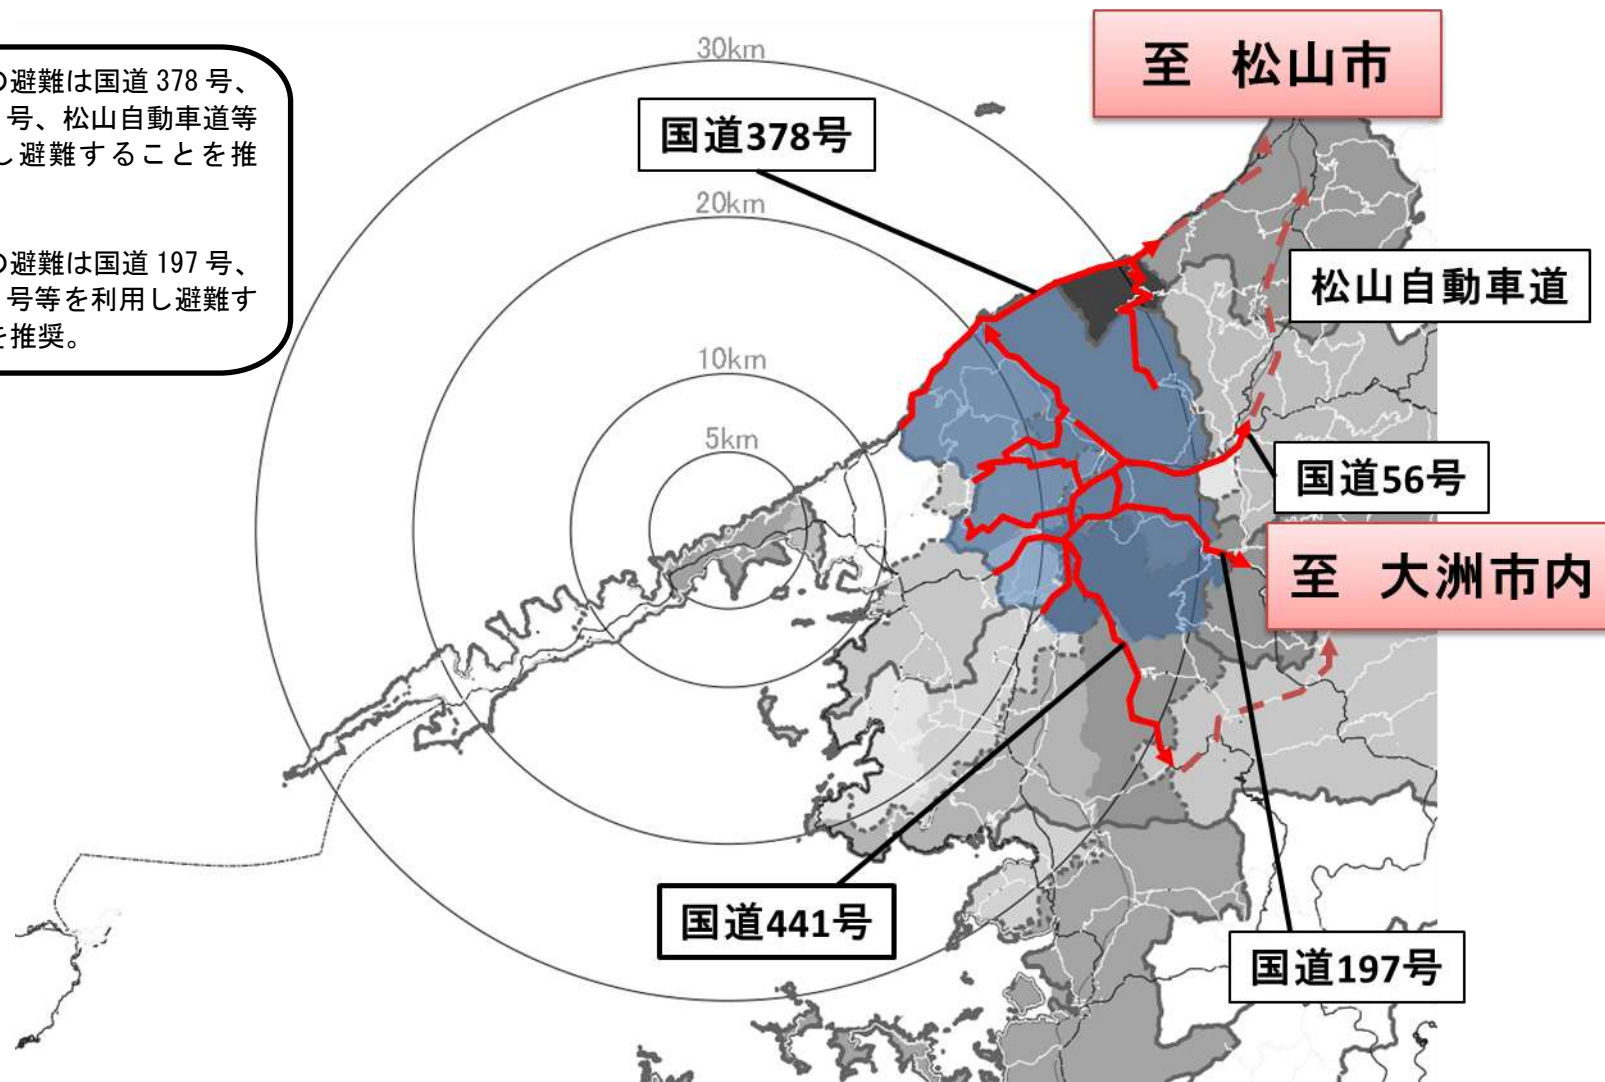 の避難は国道 378 号、
号、松山自動車道等
し避難することを推
の避難は国道 197 号、
号等を利用し避難す
を推奨。
30km
20km
10km
5km
至 松山市
国道378号
松山自動車道
国道56号
至 大洲市内
国道441号
国道197号